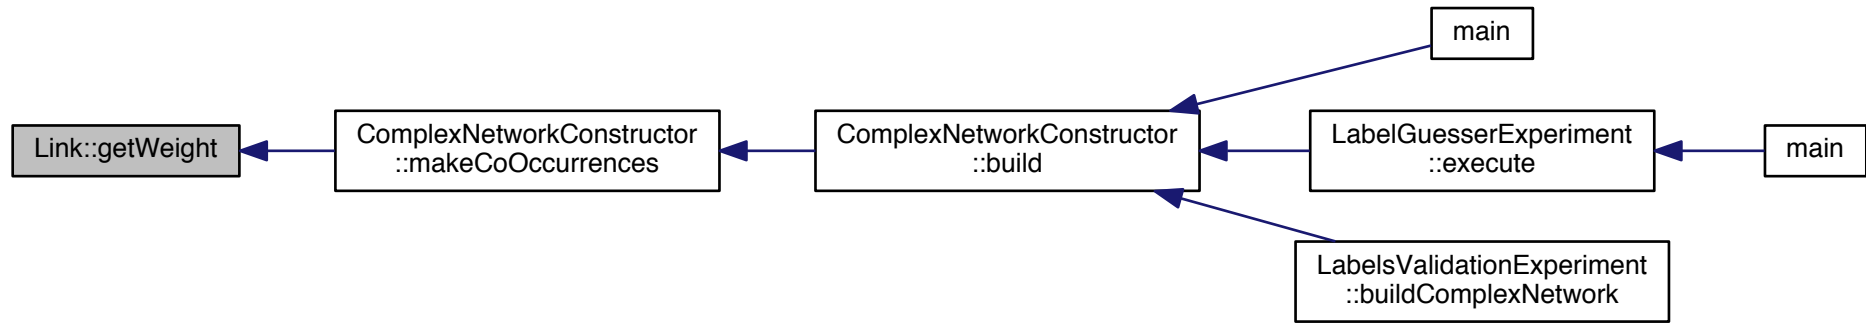 Link::getWeight
ComplexNetworkConstructor
::makeCoOccurrences
ComplexNetworkConstructor
::build
main
LabelGuesserExperiment
::execute
main
LabelsValidationExperiment
::buildComplexNetwork